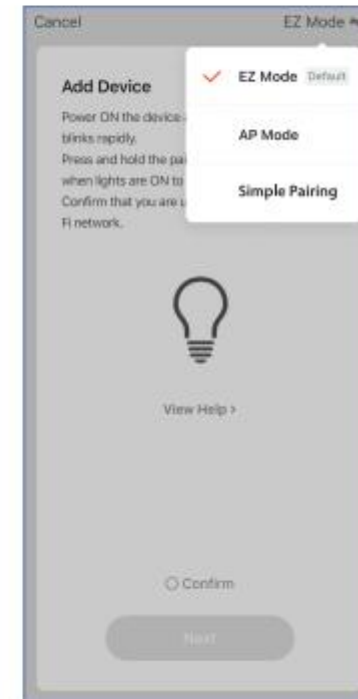 Cancel
EZ Mode
EZ Mode Default
AP Mode
Simple Pairing
Add Device
Power ON the device
blinks rapidly.
Press and hold the pai
when lights are ON to
Confirm that you are u
Fi network.
View Help >
Confirm
Next